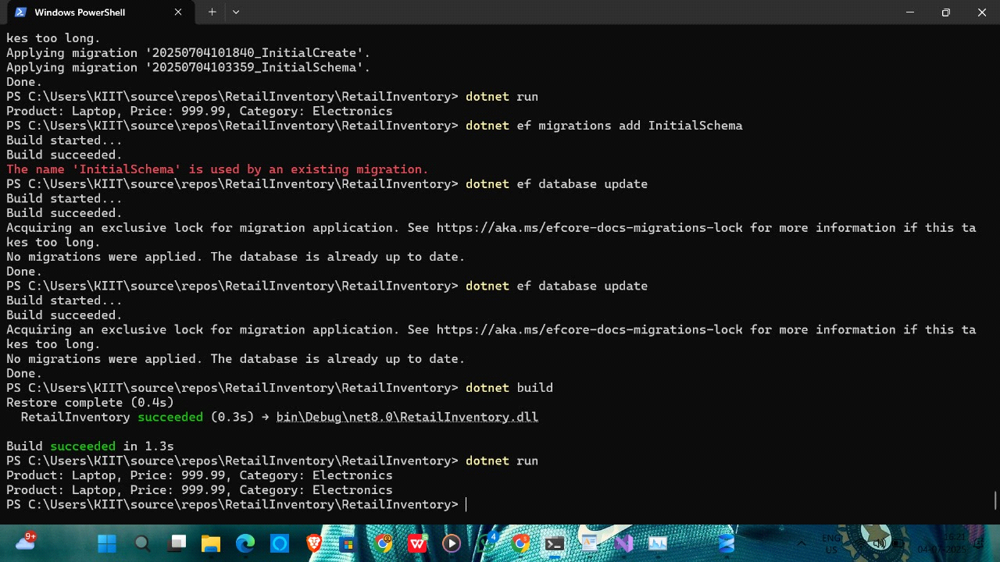 Windows PowerShell
kes too long.
Applying migration '20250704101840_InitialCreate'.
Applying migration '20250704103359_InitialSchema'.
Done.
PS C:\Users\KIIT\source\repos\RetailInventory\RetailInventory> dotnet run
Product: Laptop, Price: 999.99, Category: Electronics
PS C:\Users\KIIT\source\repos\RetailInventory\RetailInventory> dotnet ef migrations add InitialSchema
Build started...
Build succeeded.
The name 'InitialSchema' is used by an existing migration.
PS C:\Users\KIIT\source\repos\RetailInventory\RetailInventory> dotnet ef database update
Build started...
Build succeeded.
Acquiring an exclusive lock for migration application. See https://aka.ms/efcore-docs-migrations-lock for more information if this ta
kes too long.
No migrations were applied. The database is already up to date.
Done.
PS C:\Users\KIIT\source\repos\RetailInventory\RetailInventory> dotnet ef database update
Build started...
Build succeeded.
Acquiring an exclusive lock for migration application. See https://aka.ms/efcore-docs-migrations-lock for more information if this ta
kes too long.
No migrations were applied. The database is already up to date.
Done.
PS C:\Users\KIIT\source\repos\RetailInventory\RetailInventory> dotnet build
Restore complete (0.4s)
RetailInventory succeeded (0.3s) → bin\Debug\net8.0\RetailInventory.dll
Build succeeded in 1.3s
PS C:\Users\KIIT\source\repos\RetailInventory\RetailInventory> dotnet run
Product: Laptop, Price: 999.99, Category: Electronics
Product: Laptop, Price: 999.99, Category: Electronics
PS C:\Users\KIIT\source\repos\RetailInventory\RetailInventory>
9+
4
ENG
US
16:21
04-07-2025